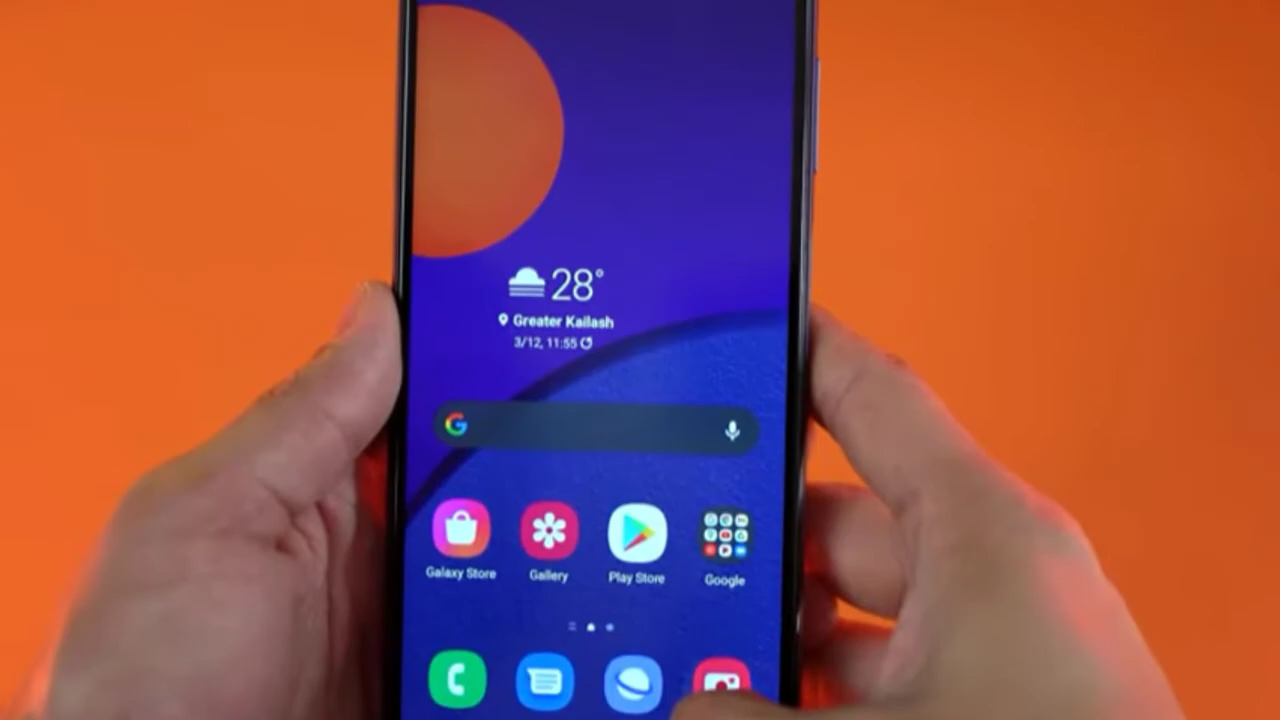 28°
Greater Kailash
3/12, 11:55
G
Galaxy Store
Gallery
Play Store
Google